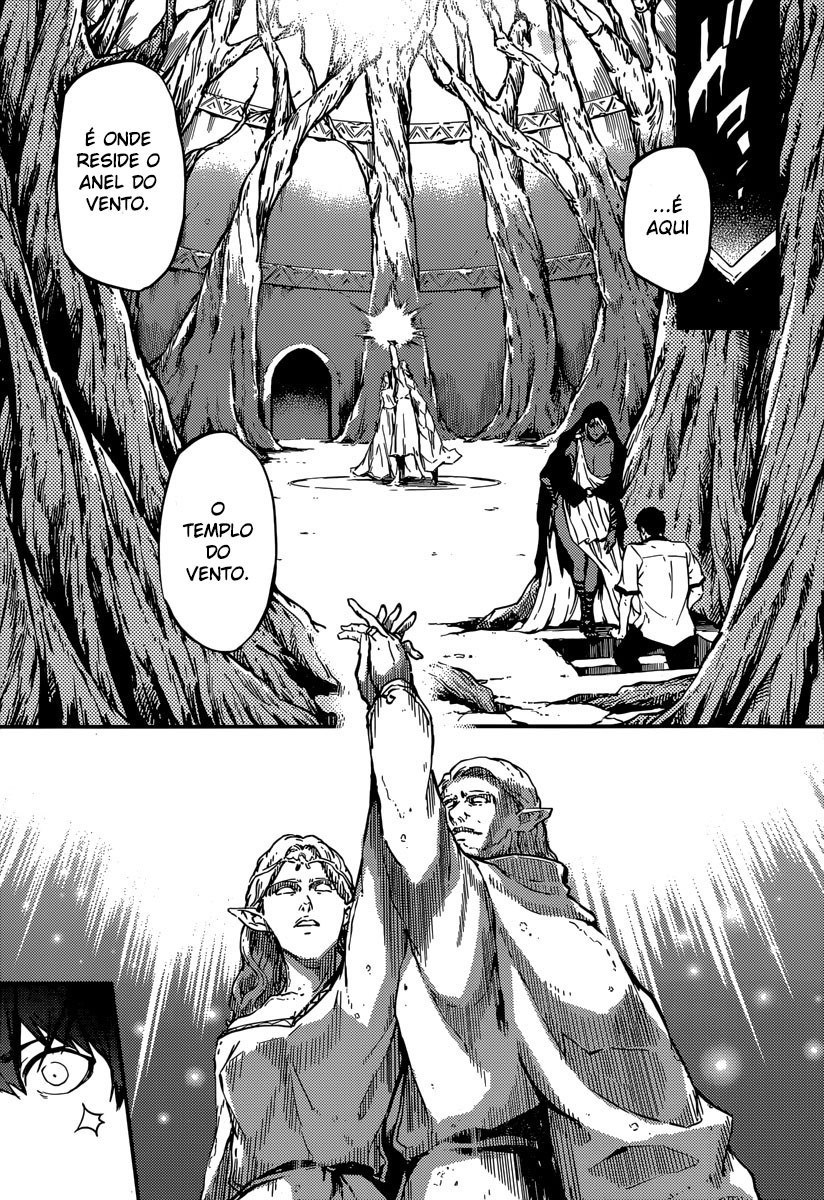 ...É
AQUI
É ONDE
RESIDE O
ANEL DO
VENTO.
O
TEMPLO
DO
VENTO.